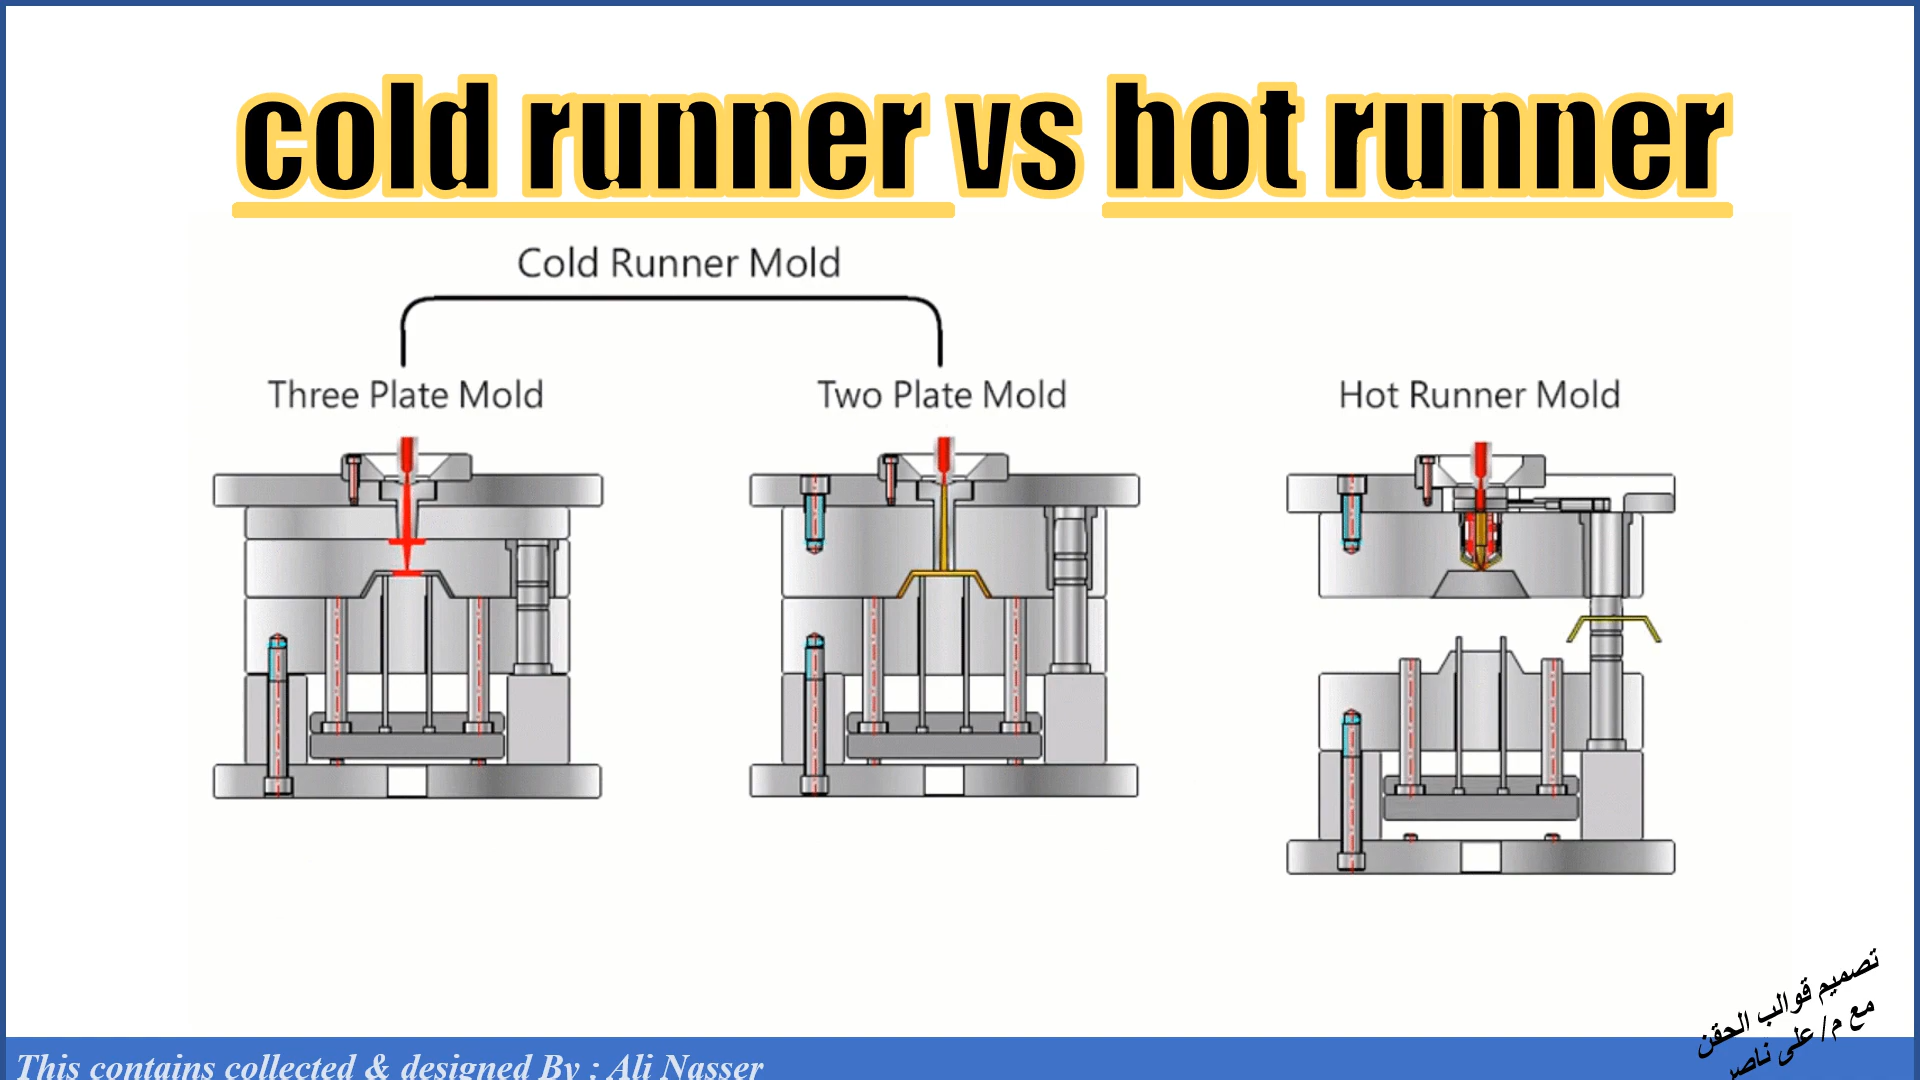 cold runner vs hot runner
Cold Runner Mold
Three Plate Mold
Two Plate Mold
Hot Runner Mold
تصميم قوالب الحقن
مع م/ على ناصر
This contains collected & designed By : Ali Nasser